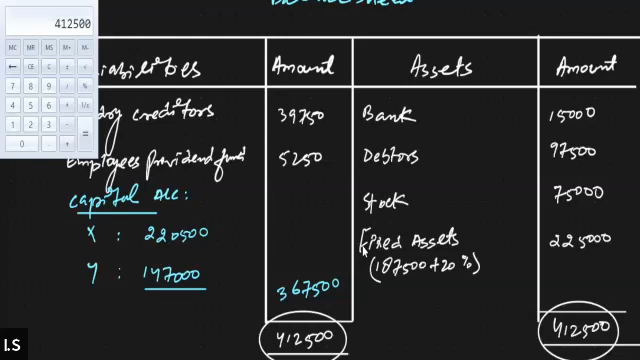 412500
MC MR MS M+ M-
← CE C ± √
7 8 9 / %
4 5 6 * 1/x
1 2 3 - =
0 . +
Amount Assets Amount
creditors 39750 Bank 15000
Employees Provident fund 5250 Debtors 97500
Capital A/c:
Stock 75000
X : 220500
Fixed Assets 225000
(187500+20%)
Y : 147000
367500
412500 412500
I.S